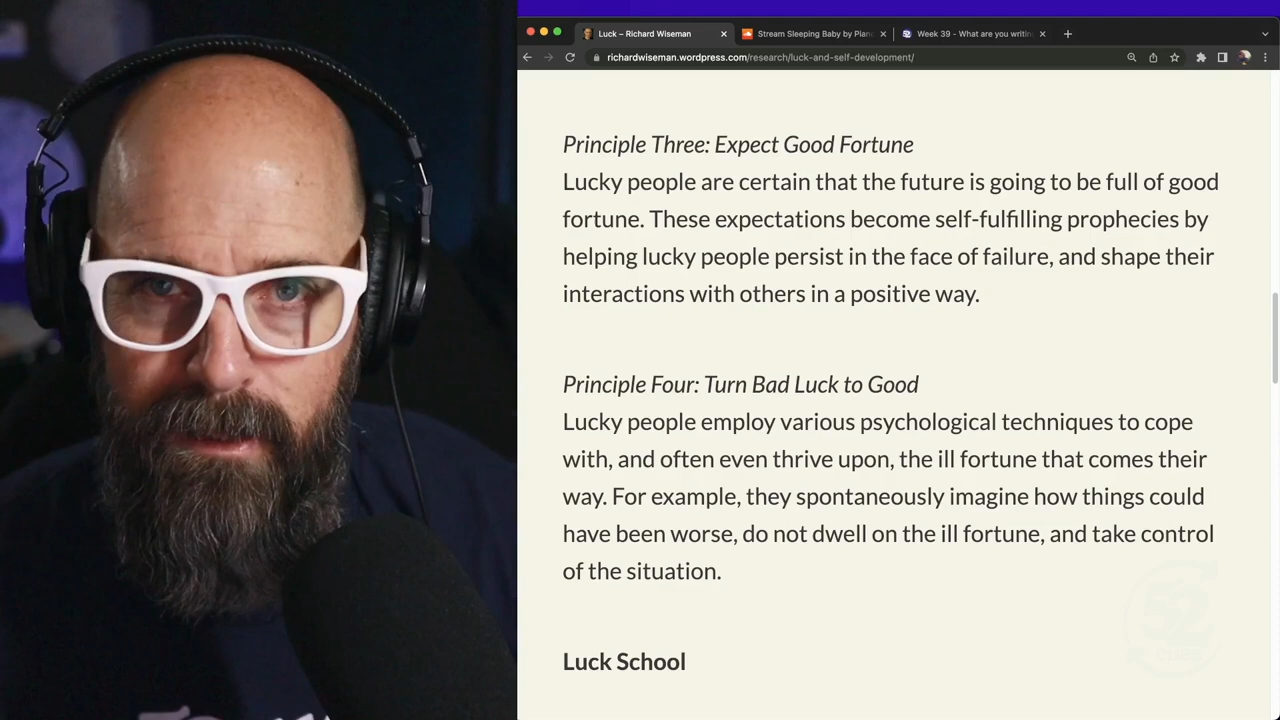 Luck – Richard Wiseman
Stream Sleeping Baby by Pian
Week 39 - What are you writin
richardwiseman.wordpress.com/research/luck-and-self-development/
Principle Three: Expect Good Fortune
Lucky people are certain that the future is going to be full of good
fortune. These expectations become self-fulfilling prophecies by
helping lucky people persist in the face of failure, and shape their
interactions with others in a positive way.
Principle Four: Turn Bad Luck to Good
Lucky people employ various psychological techniques to cope
with, and often even thrive upon, the ill fortune that comes their
way. For example, they spontaneously imagine how things could
have been worse, do not dwell on the ill fortune, and take control
of the situation.
52
Luck School